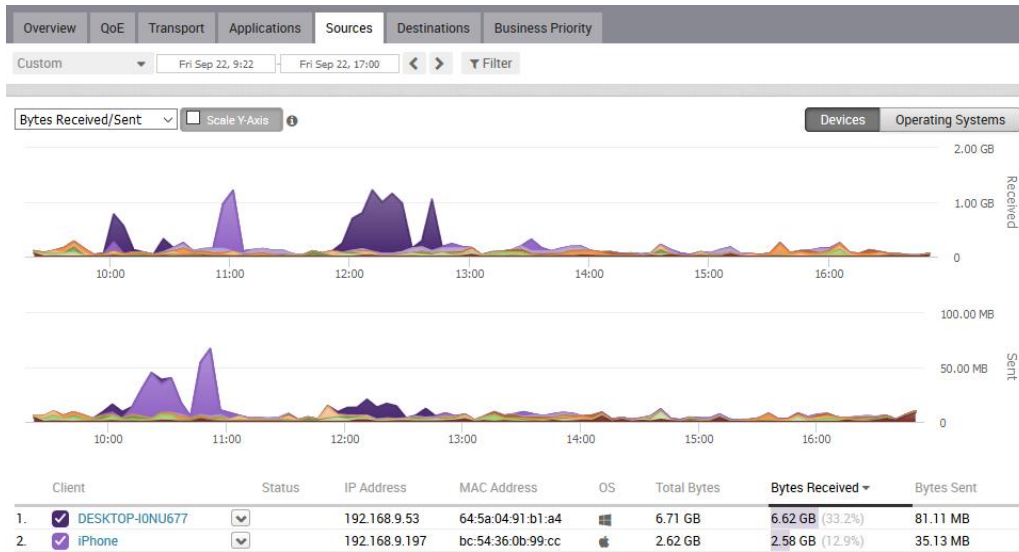 Overview QoE Transport Applications Sources Destinations Business Priority
Custom Fri Sep 22, 9:22 - Fri Sep 22, 17:00 Filter
Bytes Received/Sent Scale Y-Axis Devices Operating Systems
2.00 GB
1.00 GB
0
Received
10:00 11:00 12:00 13:00 14:00 15:00 16:00
100.00 MB
50.00 MB
0
Sent
10:00 11:00 12:00 13:00 14:00 15:00 16:00
Client Status IP Address MAC Address OS Total Bytes Bytes Received Bytes Sent
1. DESKTOP-I0NU677 192.168.9.53 64:5a:04:91:b1:a4 6.71 GB 6.62 GB (33.2%) 81.11 MB
2. iPhone 192.168.9.197 bc:54:36:0b:99:cc 2.62 GB 2.58 GB (12.9%) 35.13 MB